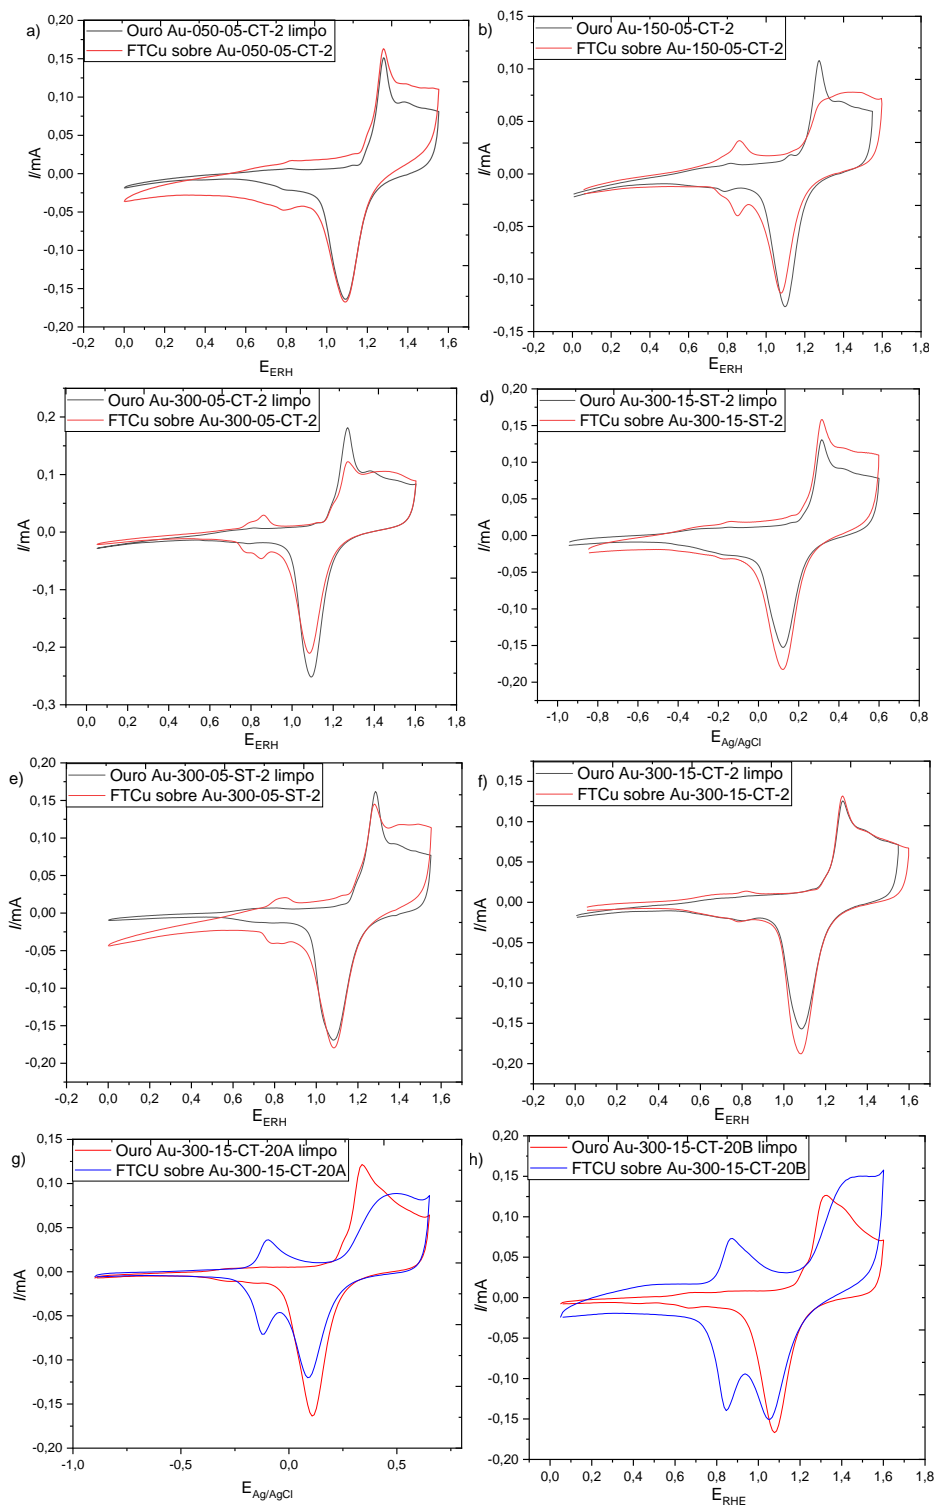 a)
Ouro Au-050-05-CT-2 limpo
FTCu sobre Au-050-05-CT-2
0,20
0,15
0,10
0,05
0,00
-0,05
-0,10
-0,15
-0,20
I/mA
-0,2 0,0 0,2 0,4 0,6 0,8 1,0 1,2 1,4 1,6
E_ERH
b)
Ouro Au-150-05-CT-2
FTCu sobre Au-150-05-CT-2
0,15
0,10
0,05
0,00
-0,05
-0,10
-0,15
I/mA
-0,2 0,0 0,2 0,4 0,6 0,8 1,0 1,2 1,4 1,6 1,8
E_ERH
Ouro Au-300-05-CT-2 limpo
FTCu sobre Au-300-05-CT-2
0,2
0,1
0,0
-0,1
-0,2
-0,3
I/mA
0,0 0,2 0,4 0,6 0,8 1,0 1,2 1,4 1,6 1,8
E_ERH
d)
Ouro Au-300-15-ST-2 limpo
FTCu sobre Au-300-15-ST-2
0,20
0,15
0,10
0,05
0,00
-0,05
-0,10
-0,15
-0,20
I/mA
-1,0 -0,8 -0,6 -0,4 -0,2 0,0 0,2 0,4 0,6 0,8
E_Ag/AgCl
e)
Ouro Au-300-05-ST-2 limpo
FTCu sobre Au-300-05-ST-2
0,20
0,15
0,10
0,05
0,00
-0,05
-0,10
-0,15
-0,20
I/mA
-0,2 0,0 0,2 0,4 0,6 0,8 1,0 1,2 1,4 1,6
E_ERH
f)
Ouro Au-300-15-CT-2 limpo
FTCu sobre Au-300-15-CT-2
0,15
0,10
0,05
0,00
-0,05
-0,10
-0,15
-0,20
I/mA
-0,2 0,0 0,2 0,4 0,6 0,8 1,0 1,2 1,4 1,6
E_ERH
g)
Ouro Au-300-15-CT-20A limpo
FTCU sobre Au-300-15-CT-20A
0,15
0,10
0,05
0,00
-0,05
-0,10
-0,15
-0,20
I/mA
-1,0 -0,5 0,0 0,5
E_Ag/AgCl
h)
Ouro Au-300-15-CT-20B limpo
FTCU sobre Au-300-15-CT-20B
0,20
0,15
0,10
0,05
0,00
-0,05
-0,10
-0,15
-0,20
I/mA
0,0 0,2 0,4 0,6 0,8 1,0 1,2 1,4 1,6 1,8
E_RHE